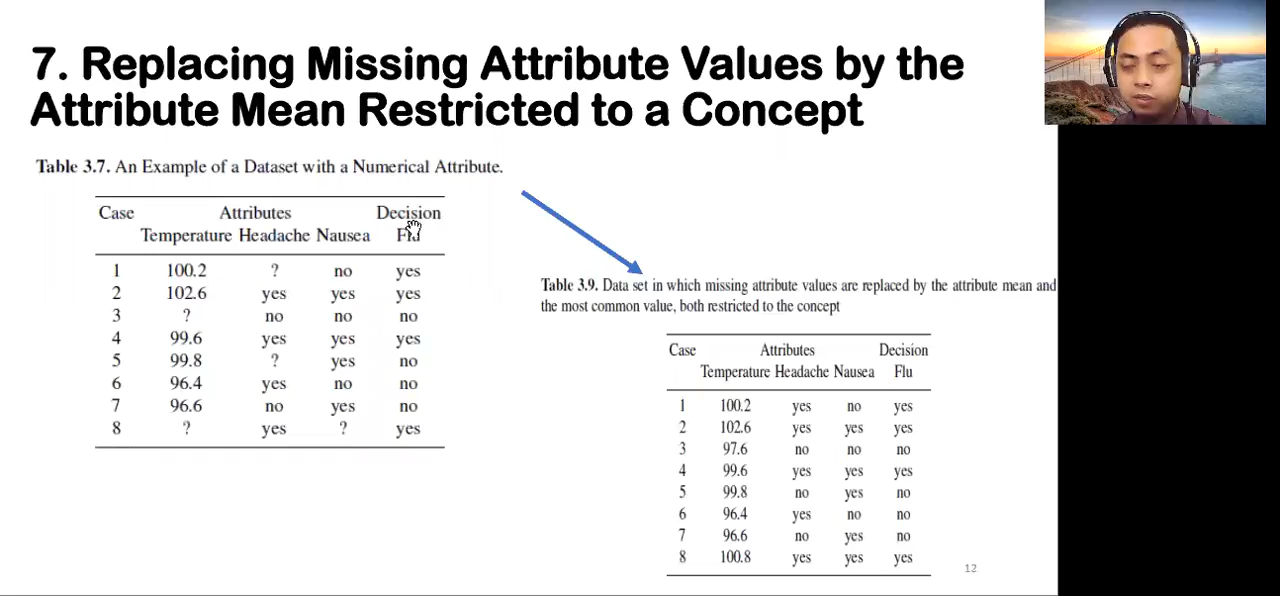 7. Replacing Missing Attribute Values by the
Attribute Mean Restricted to a Concept
Table 3.7. An Example of a Dataset with a Numerical Attribute.
Case Attributes Decision
Temperature Headache Nausea Flu
1 100.2 ? no yes
2 102.6 yes yes yes
3 ? no no no
4 99.6 yes yes yes
5 99.8 ? yes no
6 96.4 yes no no
7 96.6 no yes no
8 ? yes ? yes
Table 3.9. Data set in which missing attribute values are replaced by the attribute mean and
the most common value, both restricted to the concept
Case Attributes Decision
Temperature Headache Nausea Flu
1 100.2 yes no yes
2 102.6 yes yes yes
3 97.6 no no no
4 99.6 yes yes yes
5 99.8 no yes no
6 96.4 yes no no
7 96.6 no yes no
8 100.8 yes yes yes
12